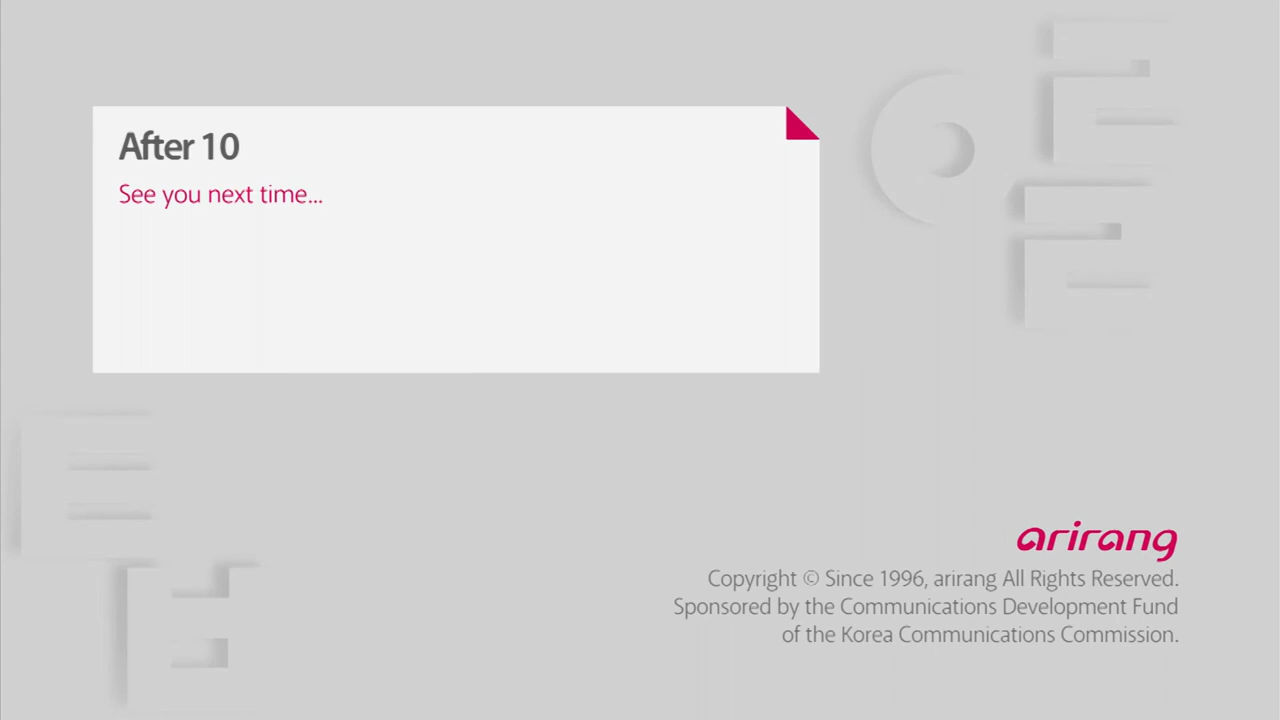 After 10
See you next time...
arirang
Copyright © Since 1996, arirang All Rights Reserved.
Sponsored by the Communications Development Fund
of the Korea Communications Commission.